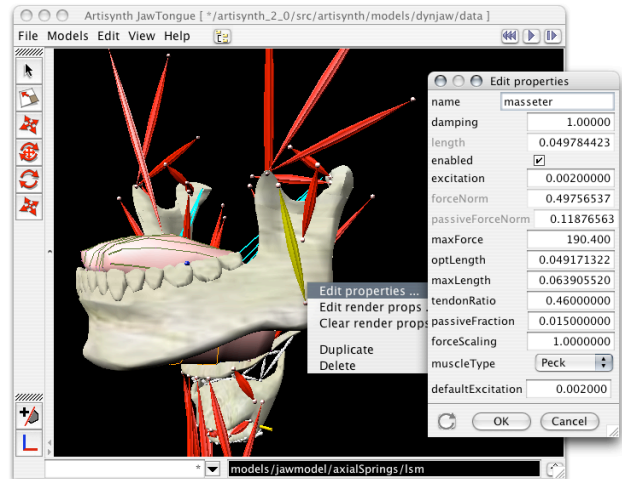 Artisynth JawTongue [ */artisynth_2_0/src/artisynth/models/dynjaw/data ]
File Models Edit View Help
Edit properties ...
Edit render props .
Clear render props
Duplicate
Delete
Edit properties
name masseter
damping 1.00000
length 0.049784423
enabled
excitation 0.00200000
forceNorm 0.49756537
passiveForceNorm 0.11876563
maxForce 190.400
optLength 0.049171322
maxLength 0.063905520
tendonRatio 0.46000000
passiveFraction 0.015000000
forceScaling 1.0000000
muscleType Peck
defaultExcitation 0.002000
OK Cancel
* models/jawmodel/axialSprings/lsm